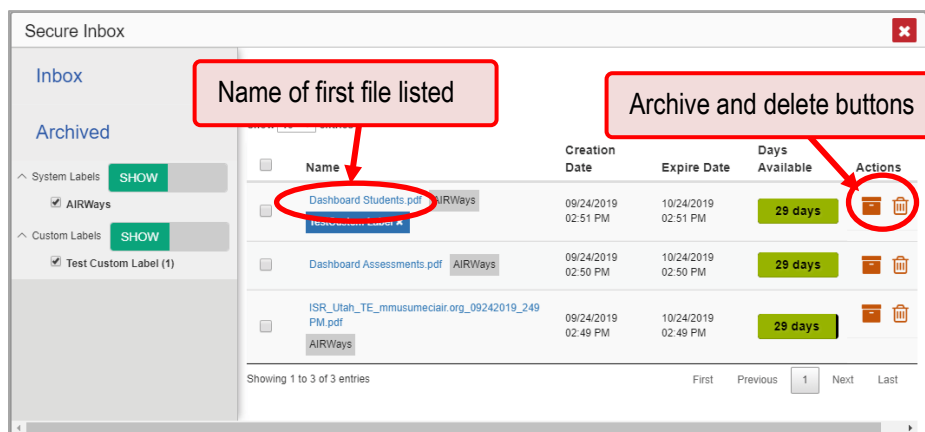 Secure Inbox
Inbox
Archived
System Labels SHOW
AIRWays
Custom Labels SHOW
Test Custom Label (1)
Name of first file listed
Archive and delete buttons
Name
Creation
Date
Expire Date
Days
Available
Actions
Dashboard Students.pdf AIRWays
09/24/2019
02:51 PM
10/24/2019
02:51 PM
29 days
Dashboard Assessments.pdf AIRWays
09/24/2019
02:50 PM
10/24/2019
02:50 PM
29 days
ISR_Utah_TE_mmusumeciair.org_09242019_249
PM.pdf
AIRWays
09/24/2019
02:49 PM
10/24/2019
02:49 PM
29 days
Showing 1 to 3 of 3 entries
First Previous 1 Next Last